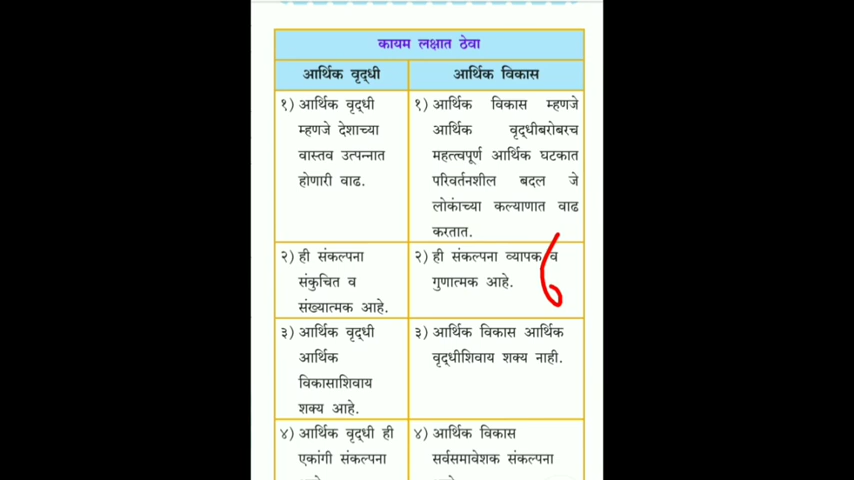 कायम लक्षात ठेवा
आर्थिक वृद्धी
आर्थिक विकास
१) आर्थिक वृद्धी
म्हणजे देशाच्या
वास्तव उत्पन्नात
होणारी वाढ.
१) आर्थिक विकास म्हणजे
आर्थिक वृद्धीबरोबरच
महत्त्वपूर्ण आर्थिक घटकात
परिवर्तनशील बदल जे
लोकांच्या कल्याणात वाढ
करतात.
२) ही संकल्पना
संकुचित व
संख्यात्मक आहे.
२) ही संकल्पना व्यापक व
गुणात्मक आहे.
३) आर्थिक वृद्धी
आर्थिक
विकासाशिवाय
शक्य आहे.
३) आर्थिक विकास आर्थिक
वृद्धीशिवाय शक्य नाही.
४) आर्थिक वृद्धी ही
एकांगी संकल्पना
४) आर्थिक विकास
सर्वसमावेशक संकल्पना